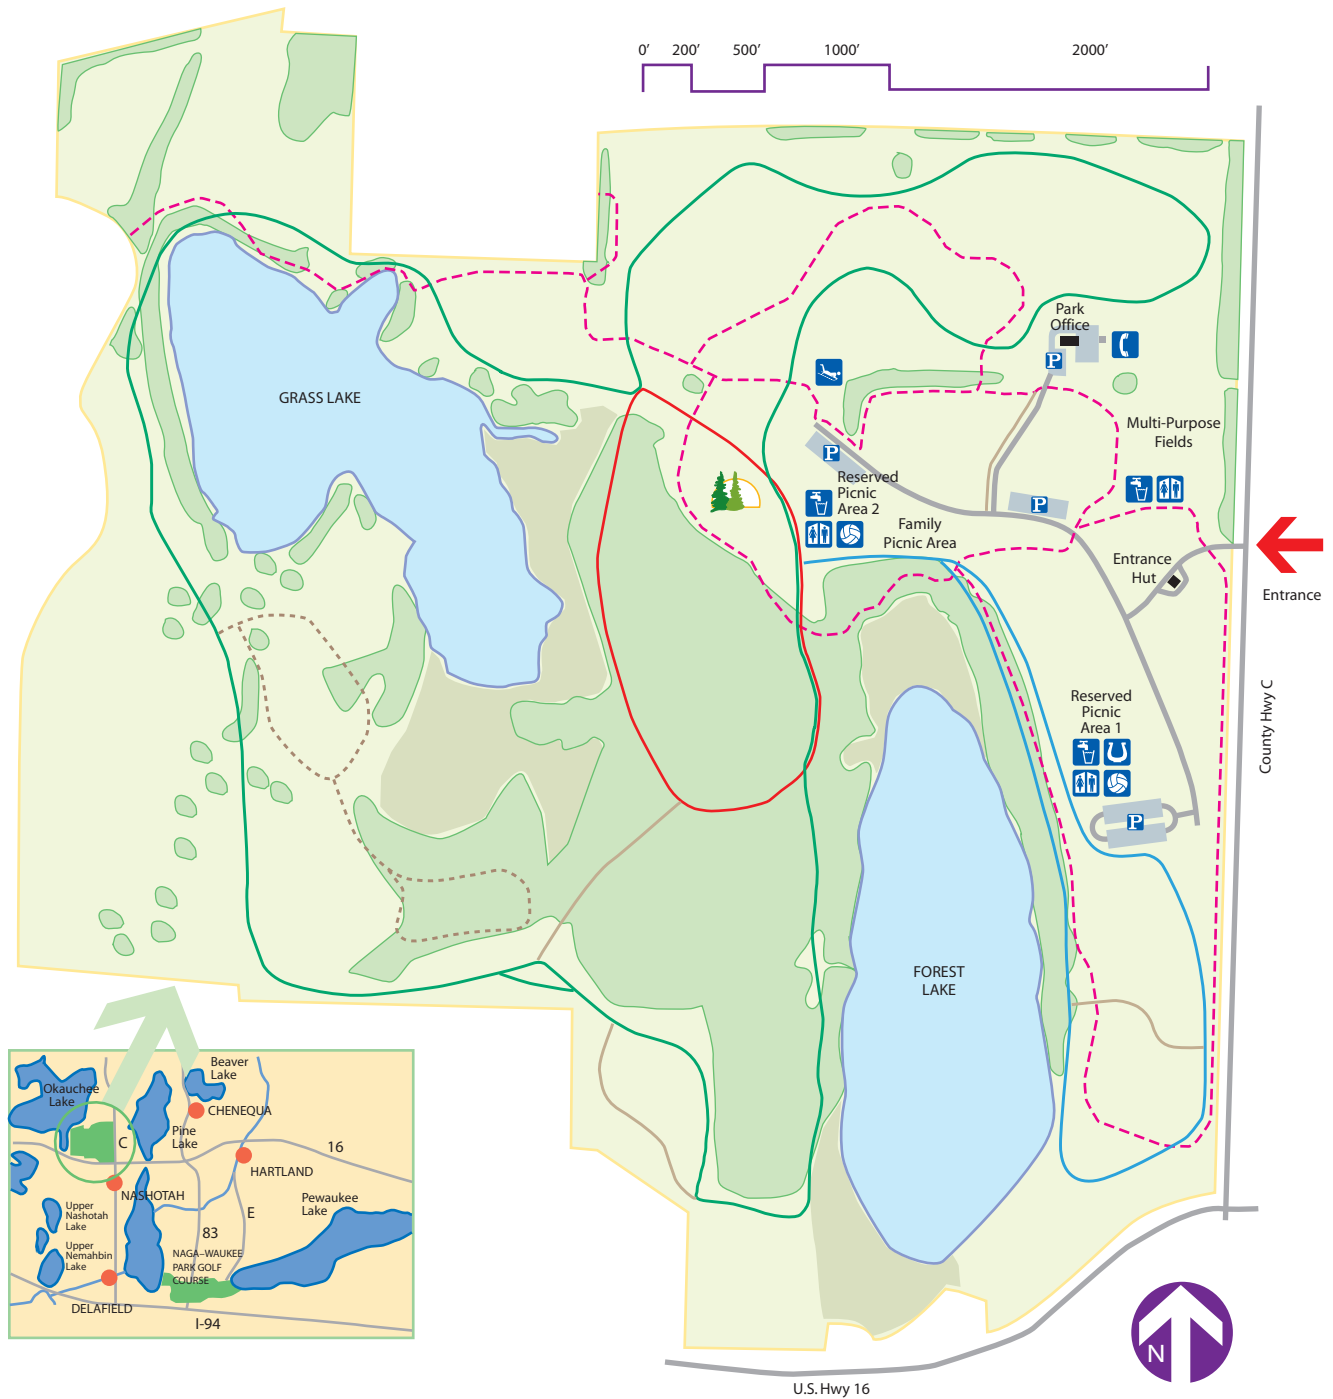 0′ 200′ 500′ 1000′ 2000′
Park
Office
P
GRASS LAKE
Multi-Purpose
Fields
P
Reserved
Picnic
Area 2
P
Family
Picnic Area
Entrance
Hut
Entrance
County Hwy C
Reserved
Picnic
Area 1
P
FOREST
LAKE
Beaver
Lake
Okauchee
Lake
CHENEQUA
C
Pine
Lake
16
HARTLAND
NASHOTAH
Pewaukee
Lake
Upper
Nashotah
Lake
E
83
Upper
Nemahbin
Lake
NAGA–WAUKEE
PARK GOLF
COURSE
DELAFIELD
I-94
N
U.S. Hwy 16